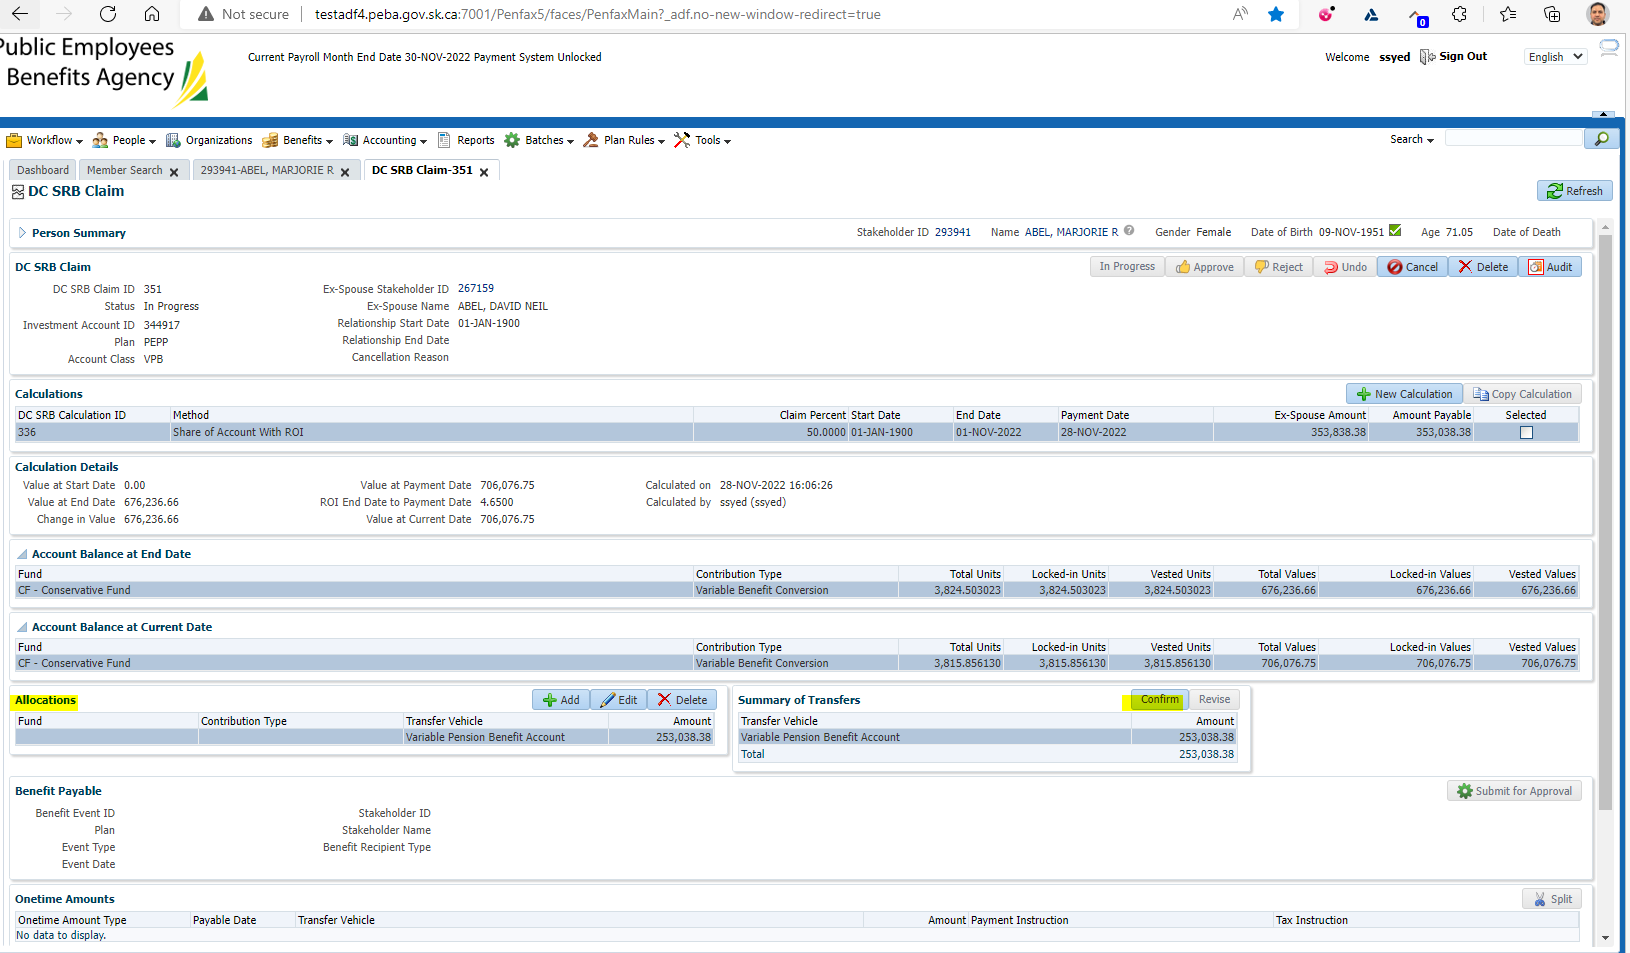 Not secure testadf4.peba.gov.sk.ca:7001/Penfax5/faces/PenfaxMain?_adf.no-new-window-redirect=true 0
Public Employees
Benefits Agency
Current Payroll Month End Date 30-NOV-2022 Payment System Unlocked
Welcome ssyed Sign Out English
Workflow People Organizations Benefits Accounting Reports Batches Plan Rules Tools Search
Dashboard Member Search 293941-ABEL, MARJORIE R DC SRB Claim-351
DC SRB Claim Refresh
Person Summary Stakeholder ID 293941 Name ABEL, MARJORIE R Gender Female Date of Birth 09-NOV-1951 Age 71.05 Date of Death
DC SRB Claim In Progress Approve Reject Undo Cancel Delete Audit
DC SRB Claim ID 351 Ex-Spouse Stakeholder ID 267159
Status In Progress Ex-Spouse Name ABEL, DAVID NEIL
Investment Account ID 344917 Relationship Start Date 01-JAN-1900
Plan PEPP Relationship End Date
Account Class VPB Cancellation Reason
Calculations New Calculation Copy Calculation
DC SRB Calculation ID Method Claim Percent Start Date End Date Payment Date Ex-Spouse Amount Amount Payable Selected
336 Share of Account With ROI 50.0000 01-JAN-1900 01-NOV-2022 28-NOV-2022 353,838.38 353,038.38
Calculation Details
Value at Start Date 0.00 Value at Payment Date 706,076.75 Calculated on 28-NOV-2022 16:06:26
Value at End Date 676,236.66 ROI End Date to Payment Date 4.6500 Calculated by ssyed (ssyed)
Change in Value 676,236.66 Value at Current Date 706,076.75
Account Balance at End Date
Fund Contribution Type Total Units Locked-in Units Vested Units Total Values Locked-in Values Vested Values
CF - Conservative Fund Variable Benefit Conversion 3,824.503023 3,824.503023 3,824.503023 676,236.66 676,236.66 676,236.66
Account Balance at Current Date
Fund Contribution Type Total Units Locked-in Units Vested Units Total Values Locked-in Values Vested Values
CF - Conservative Fund Variable Benefit Conversion 3,815.856130 3,815.856130 3,815.856130 706,076.75 706,076.75 706,076.75
Allocations Add Edit Delete Summary of Transfers Confirm Revise
Fund Contribution Type Transfer Vehicle Amount Transfer Vehicle Amount
Variable Pension Benefit Account 253,038.38 Variable Pension Benefit Account 253,038.38
Total 253,038.38
Benefit Payable Submit for Approval
Benefit Event ID Stakeholder ID
Plan Stakeholder Name
Event Type Benefit Recipient Type
Event Date
Onetime Amounts Split
Onetime Amount Type Payable Date Transfer Vehicle Amount Payment Instruction Tax Instruction
No data to display.